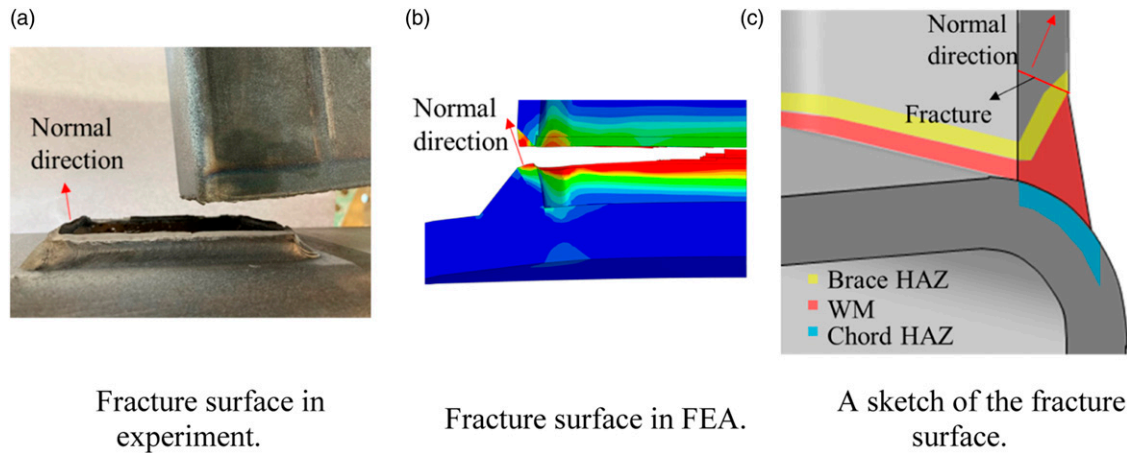 (a)
Normal
direction
Fracture surface in
experiment.
(b)
Normal
direction
Fracture surface in FEA.
(c)
Normal
direction
Fracture
Brace HAZ
WM
Chord HAZ
A sketch of the fracture
surface.